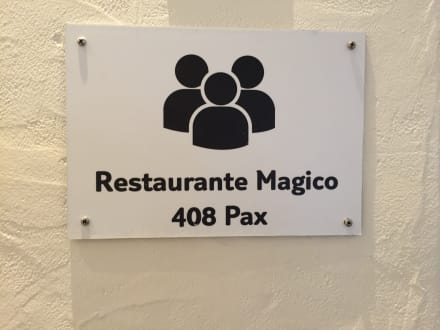 Restaurante Magico
408 Pax